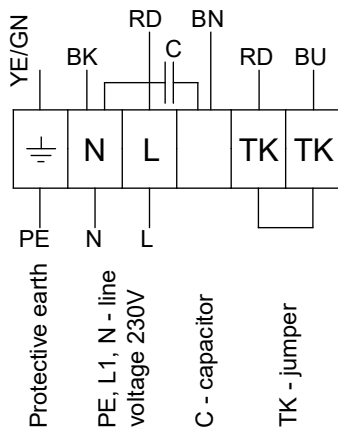 YE/GN
BK
RD
C
BN
RD
BU
N
L
TK
TK
PE
N
L
Protective earth
PE, L1, N - line
voltage 230V
C - capacitor
TK - jumper